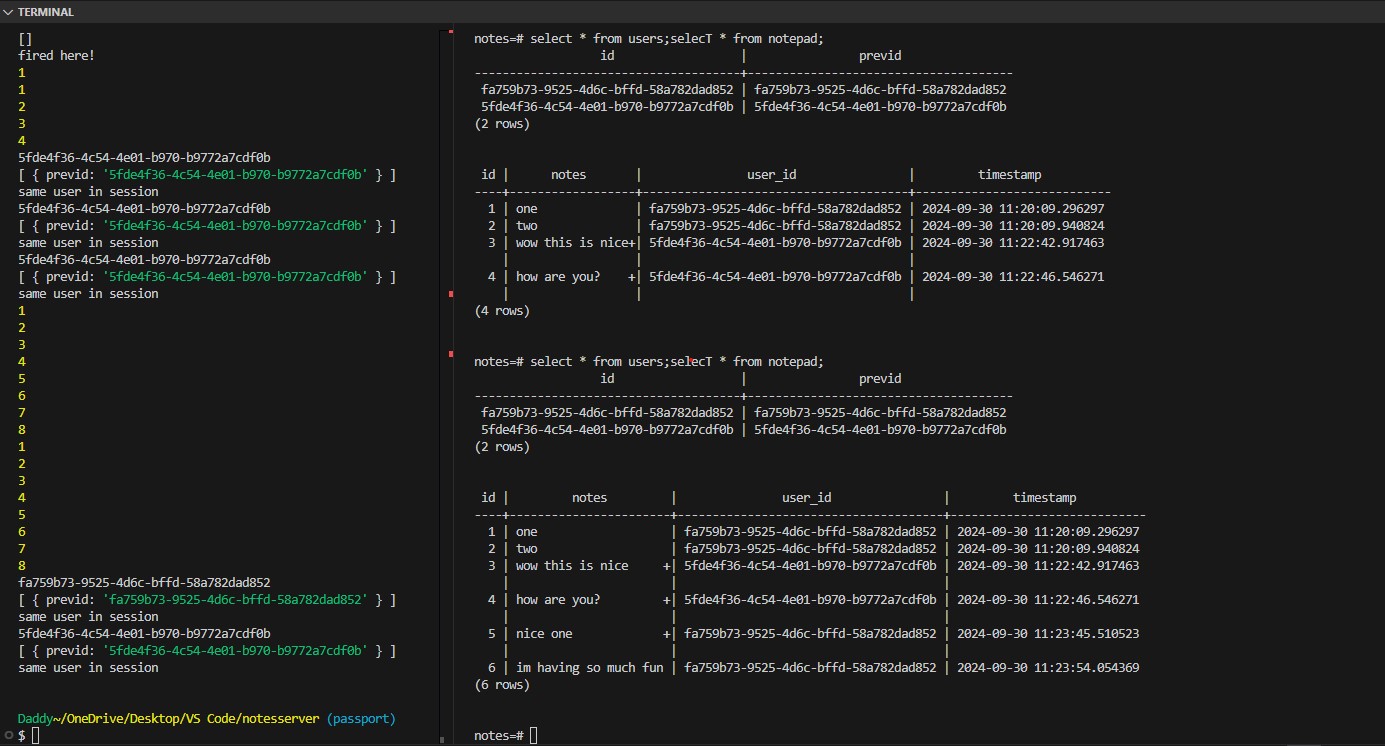 TERMINAL
[]
fired here!
1
1
2
3
4
5fde4f36-4c54-4e01-b970-b9772a7cdf0b
[ { previd: '5fde4f36-4c54-4e01-b970-b9772a7cdf0b' } ]
same user in session
5fde4f36-4c54-4e01-b970-b9772a7cdf0b
[ { previd: '5fde4f36-4c54-4e01-b970-b9772a7cdf0b' } ]
same user in session
5fde4f36-4c54-4e01-b970-b9772a7cdf0b
[ { previd: '5fde4f36-4c54-4e01-b970-b9772a7cdf0b' } ]
same user in session
1
2
3
4
5
6
7
8
1
2
3
4
5
6
7
8
fa759b73-9525-4d6c-bffd-58a782dad852
[ { previd: 'fa759b73-9525-4d6c-bffd-58a782dad852' } ]
same user in session
5fde4f36-4c54-4e01-b970-b9772a7cdf0b
[ { previd: '5fde4f36-4c54-4e01-b970-b9772a7cdf0b' } ]
same user in session
Daddy~/OneDrive/Desktop/VS Code/notesserver (passport)
$
notes=# select * from users;selecT * from notepad;
id | previd
--------------------------------------+--------------------------------------
fa759b73-9525-4d6c-bffd-58a782dad852 | fa759b73-9525-4d6c-bffd-58a782dad852
5fde4f36-4c54-4e01-b970-b9772a7cdf0b | 5fde4f36-4c54-4e01-b970-b9772a7cdf0b
(2 rows)
id | notes | user_id | timestamp
----+------------------+--------------------------------------+----------------------------
1 | one | fa759b73-9525-4d6c-bffd-58a782dad852 | 2024-09-30 11:20:09.296297
2 | two | fa759b73-9525-4d6c-bffd-58a782dad852 | 2024-09-30 11:20:09.940824
3 | wow this is nice+| 5fde4f36-4c54-4e01-b970-b9772a7cdf0b | 2024-09-30 11:22:42.917463
| | |
4 | how are you? +| 5fde4f36-4c54-4e01-b970-b9772a7cdf0b | 2024-09-30 11:22:46.546271
| | |
(4 rows)
notes=# select * from users;selecT * from notepad;
id | previd
--------------------------------------+--------------------------------------
fa759b73-9525-4d6c-bffd-58a782dad852 | fa759b73-9525-4d6c-bffd-58a782dad852
5fde4f36-4c54-4e01-b970-b9772a7cdf0b | 5fde4f36-4c54-4e01-b970-b9772a7cdf0b
(2 rows)
id | notes | user_id | timestamp
----+-----------------------+--------------------------------------+----------------------------
1 | one | fa759b73-9525-4d6c-bffd-58a782dad852 | 2024-09-30 11:20:09.296297
2 | two | fa759b73-9525-4d6c-bffd-58a782dad852 | 2024-09-30 11:20:09.940824
3 | wow this is nice +| 5fde4f36-4c54-4e01-b970-b9772a7cdf0b | 2024-09-30 11:22:42.917463
| | |
4 | how are you? +| 5fde4f36-4c54-4e01-b970-b9772a7cdf0b | 2024-09-30 11:22:46.546271
| | |
5 | nice one +| fa759b73-9525-4d6c-bffd-58a782dad852 | 2024-09-30 11:23:45.510523
| | |
6 | im having so much fun | fa759b73-9525-4d6c-bffd-58a782dad852 | 2024-09-30 11:23:54.054369
(6 rows)
notes=#